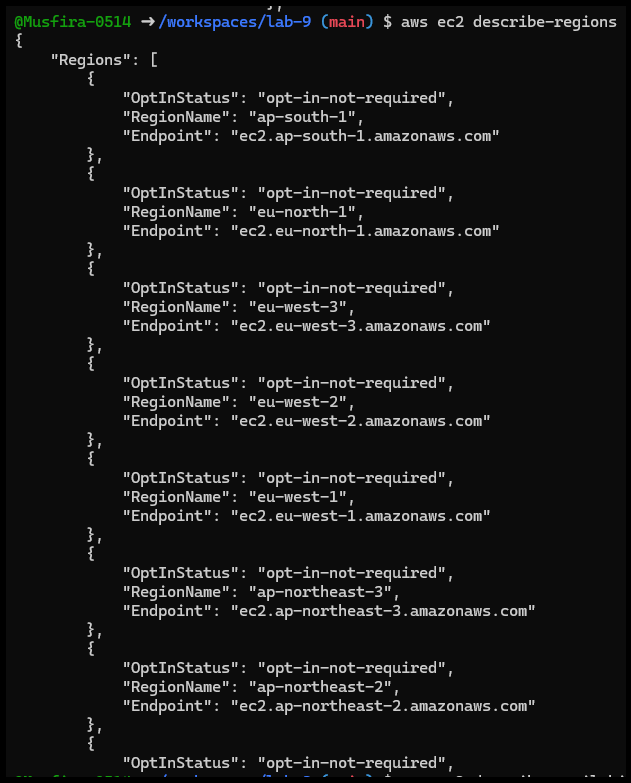 @Musfira-0514 ➜/workspaces/lab-9 (main) $ aws ec2 describe-regions
{
    "Regions": [
        {
            "OptInStatus": "opt-in-not-required",
            "RegionName": "ap-south-1",
            "Endpoint": "ec2.ap-south-1.amazonaws.com"
        },
        {
            "OptInStatus": "opt-in-not-required",
            "RegionName": "eu-north-1",
            "Endpoint": "ec2.eu-north-1.amazonaws.com"
        },
        {
            "OptInStatus": "opt-in-not-required",
            "RegionName": "eu-west-3",
            "Endpoint": "ec2.eu-west-3.amazonaws.com"
        },
        {
            "OptInStatus": "opt-in-not-required",
            "RegionName": "eu-west-2",
            "Endpoint": "ec2.eu-west-2.amazonaws.com"
        },
        {
            "OptInStatus": "opt-in-not-required",
            "RegionName": "eu-west-1",
            "Endpoint": "ec2.eu-west-1.amazonaws.com"
        },
        {
            "OptInStatus": "opt-in-not-required",
            "RegionName": "ap-northeast-3",
            "Endpoint": "ec2.ap-northeast-3.amazonaws.com"
        },
        {
            "OptInStatus": "opt-in-not-required",
            "RegionName": "ap-northeast-2",
            "Endpoint": "ec2.ap-northeast-2.amazonaws.com"
        },
        {
            "OptInStatus": "opt-in-not-required",